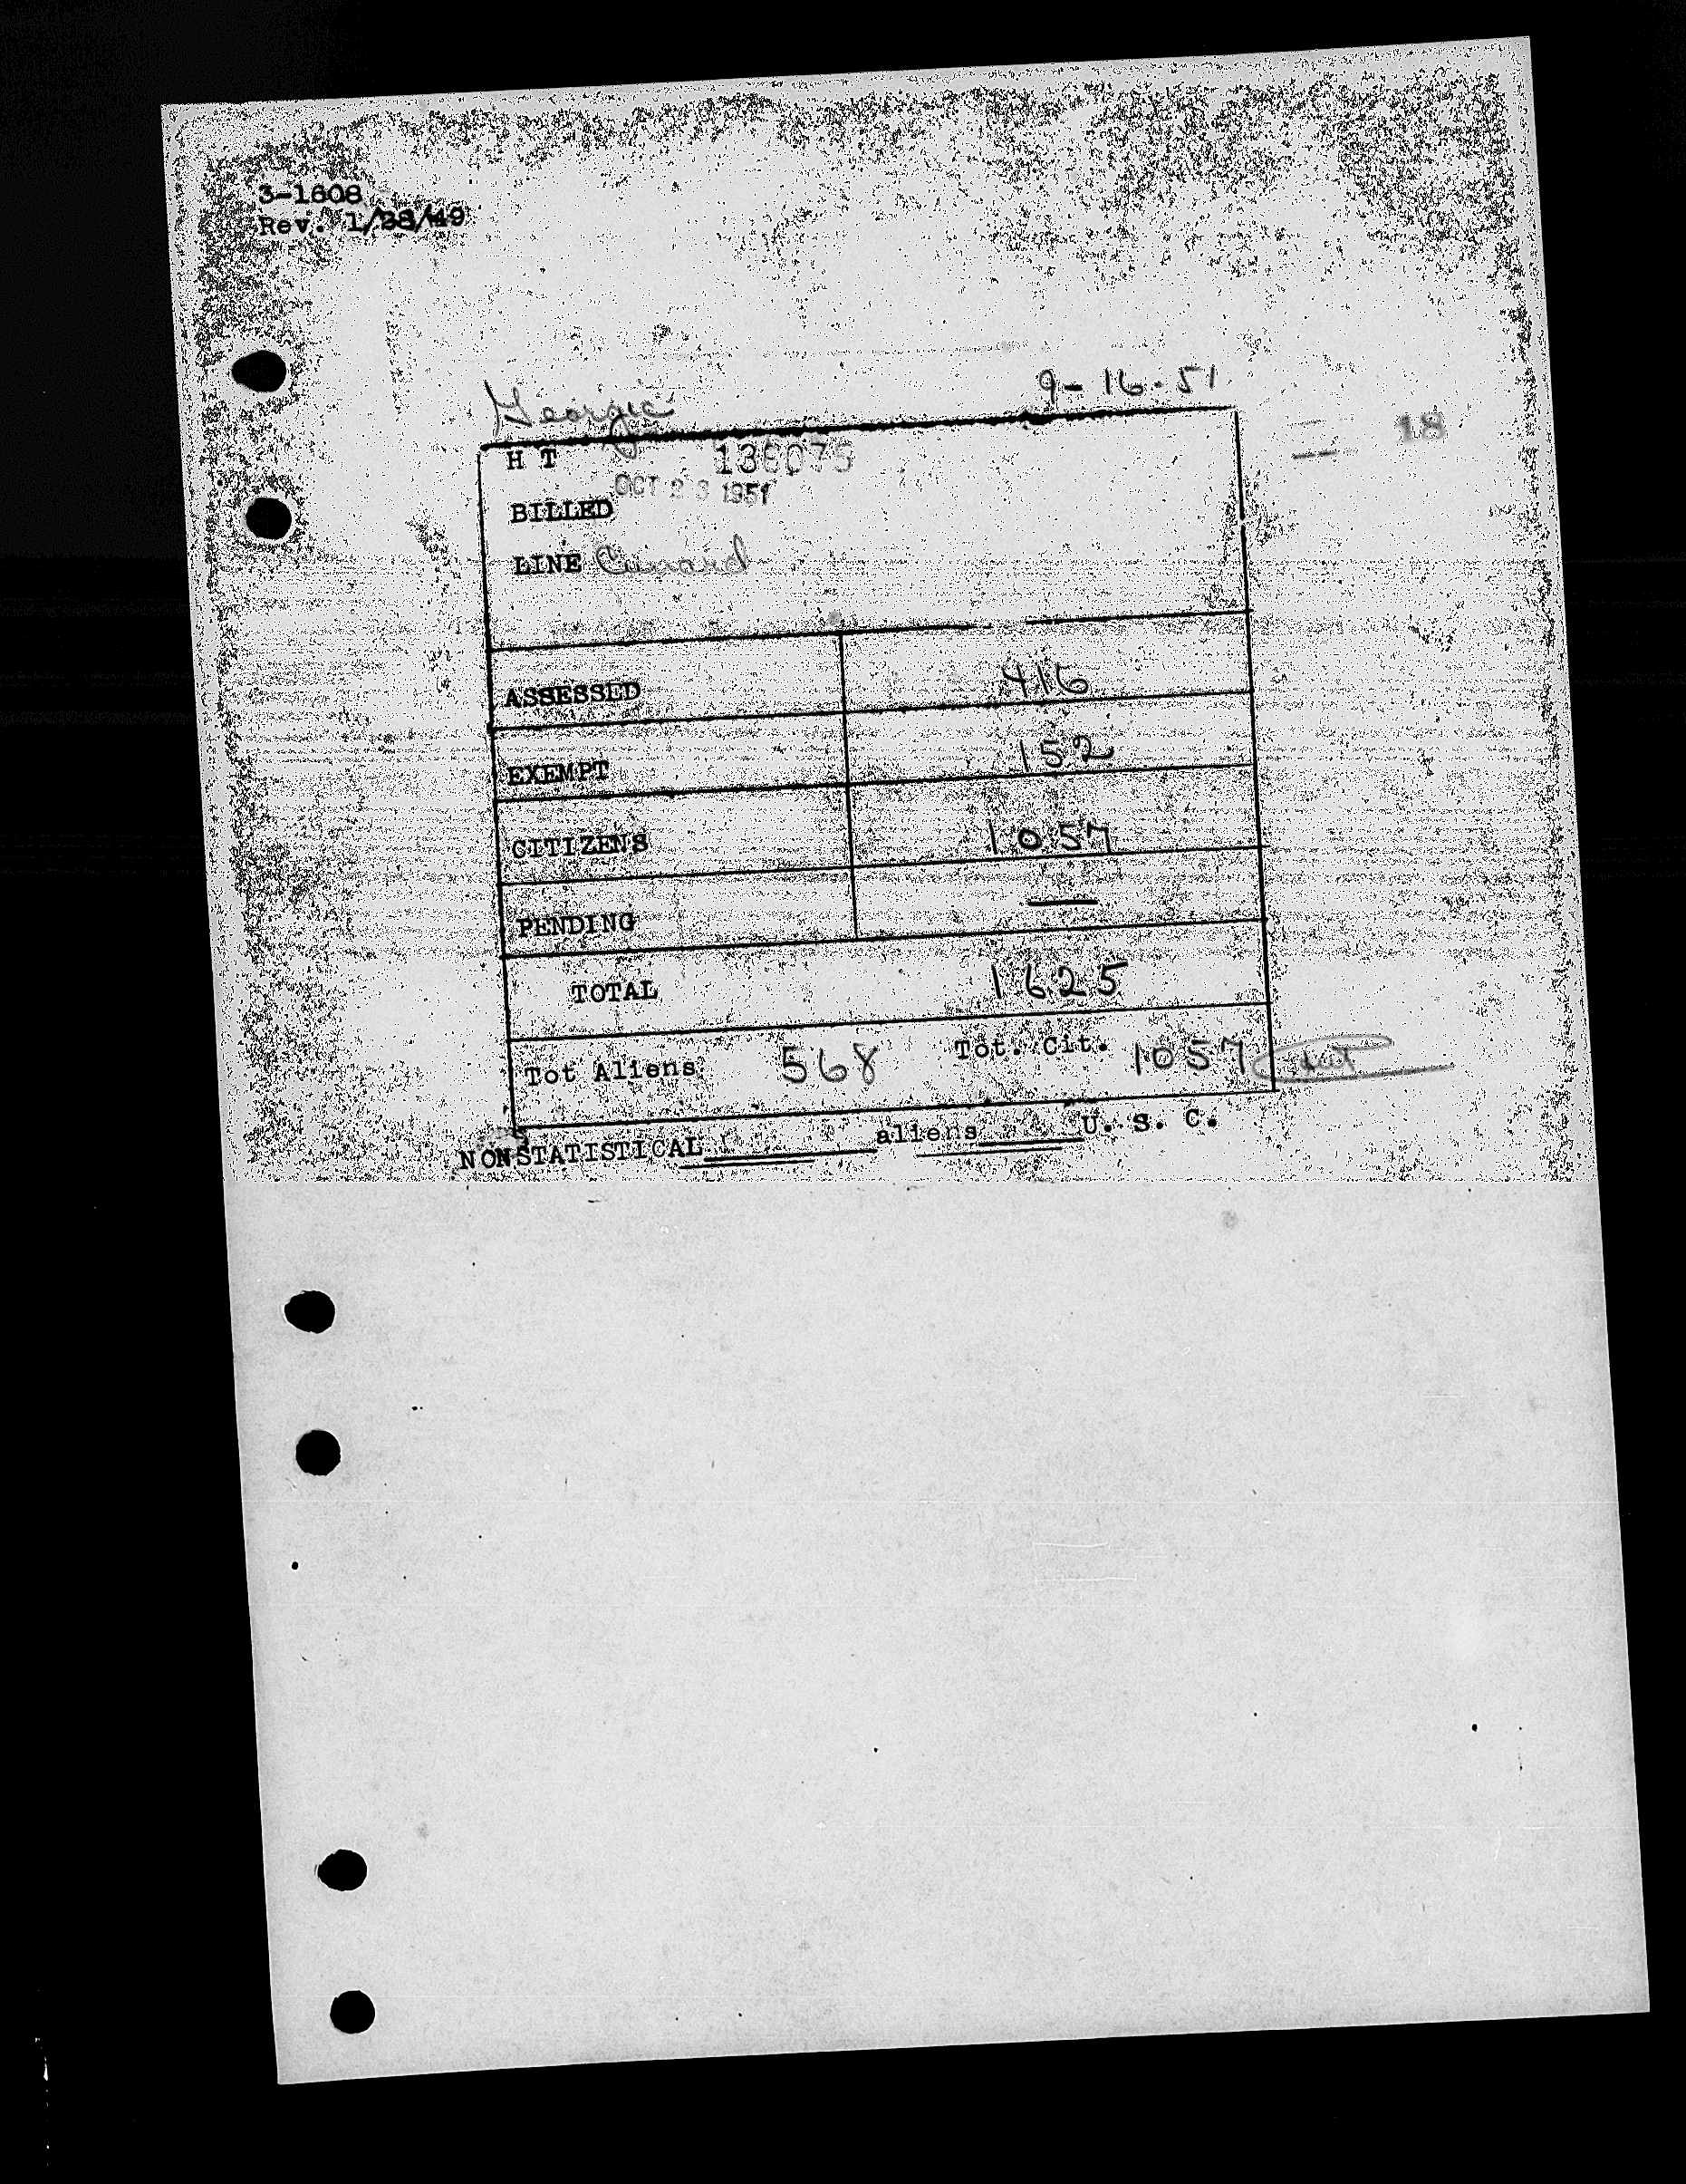 3-1608
Rev. 1/28/49
Georgic 9-16-51
18
H T 136079
OCT 23 1951
BILLED
LINE Cunard
ASSESSED 416
EXEMPT 152
CITIZENS 1057
PENDING —
TOTAL 1625
Tot Aliens 568 Tot. Cit. 1057
NONSTATISTICAL aliens U. S. C.